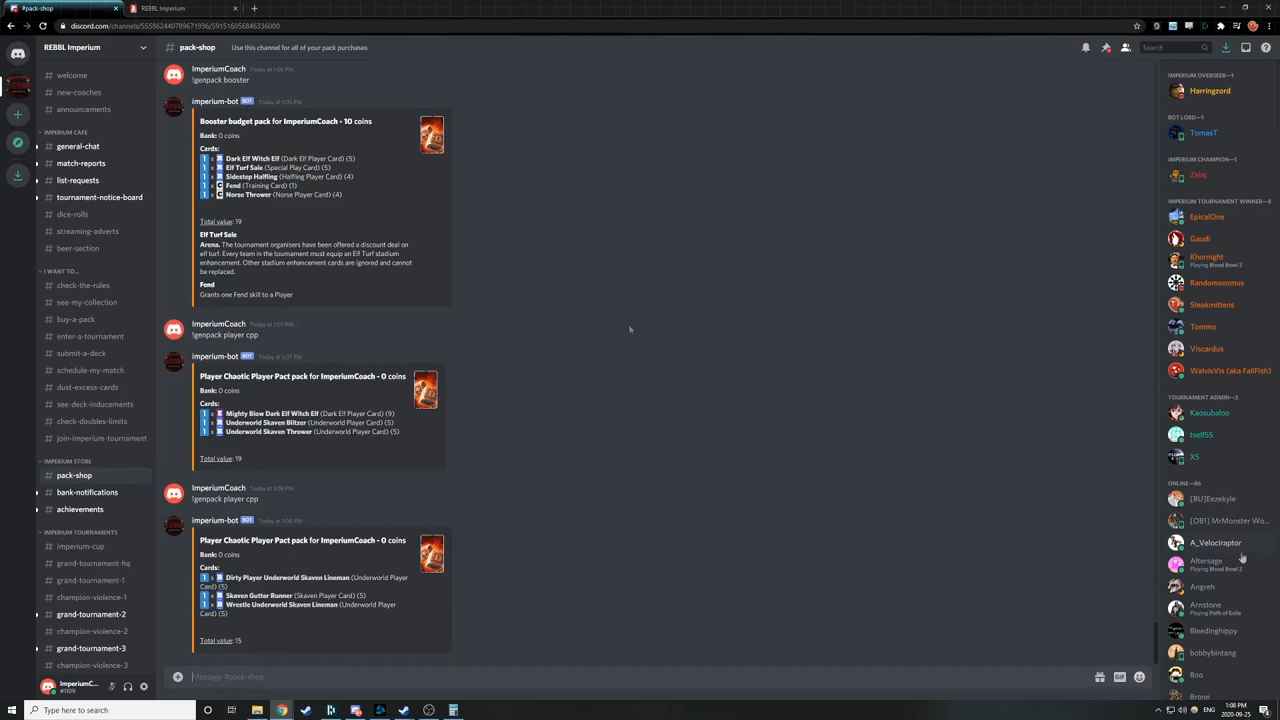 #pack-shop
REBBL Imperium
discord.com/channels/555862440789671936/591516058646336000
REBBL Imperium
welcome
new-coaches
announcements
IMPERIUM CAFE
general-chat
match-reports
list-requests
tournament-notice-board
dice-rolls
streaming-adverts
beer-section
I WANT TO...
check-the-rules
see-my-collection
buy-a-pack
enter-a-tournament
submit-a-deck
schedule-my-match
dust-excess-cards
see-deck-inducements
check-doubles-limits
join-imperium-tournament
IMPERIUM STORE
pack-shop
bank-notifications
achievements
IMPERIUM TOURNAMENTS
imperium-cup
grand-tournament-hq
grand-tournament-1
champion-violence-1
grand-tournament-2
champion-violence-2
grand-tournament-3
champion-violence-3
ImperiumC...
#1109
pack-shop Use this channel for all of your pack purchases
Search
ImperiumCoach Today at 1:05 PM
!genpack booster
imperium-bot BOT Today at 1:05 PM
Booster budget pack for ImperiumCoach - 10 coins
Bank: 0 coins
Cards:
1 x R Dark Elf Witch Elf (Dark Elf Player Card) (5)
1 x R Elf Turf Sale (Special Play Card) (5)
1 x R Sidestep Halfling (Halfling Player Card) (4)
1 x C Fend (Training Card) (1)
1 x C Norse Thrower (Norse Player Card) (4)
Total value: 19
Elf Turf Sale
Arena. The tournament organisers have been offered a discount deal on
elf turf. Every team in the tournament must equip an Elf Turf stadium
enhancement. Other stadium enhancement cards are ignored and cannot
be replaced.
Fend
Grants one Fend skill to a Player
ImperiumCoach Today at 1:07 PM
!genpack player cpp
imperium-bot BOT Today at 1:07 PM
Player Chaotic Player Pact pack for ImperiumCoach - 0 coins
Bank: 0 coins
Cards:
1 x E Mighty Blow Dark Elf Witch Elf (Dark Elf Player Card) (9)
1 x R Underworld Skaven Blitzer (Underworld Player Card) (5)
1 x R Underworld Skaven Thrower (Underworld Player Card) (5)
Total value: 19
ImperiumCoach Today at 1:08 PM
!genpack player cpp
imperium-bot BOT Today at 1:08 PM
Player Chaotic Player Pact pack for ImperiumCoach - 0 coins
Bank: 0 coins
Cards:
1 x R Dirty Player Underworld Skaven Lineman (Underworld Player
Card) (5)
1 x R Skaven Gutter Runner (Skaven Player Card) (5)
1 x R Wrestle Underworld Skaven Lineman (Underworld Player
Card) (5)
Total value: 15
Message #pack-shop
GIF
IMPERIUM OVERSEER—1
Harringzord
BOT LORD—1
TomasT
IMPERIUM CHAMPION—1
Zsinj
IMPERIUM TOURNAMENT WINNER—8
EpicalOne
Gaudi
Khornight
Playing Blood Bowl 2
Randomaxomus
Steakmittens
Tommo
Viscardus
WalvisVis (aka FailFish)
TOURNAMENT ADMIN—3
Kaosubaloo
tself55
XS
ONLINE—86
[BU]Eezekyle
[OB1] MrMonster Wo...
A_Velociraptor
Altersage
Playing Blood Bowl 2
Angreh
Arnstone
Playing Path of Exile
Bleedinghippy
bobbybintang
Boo
Bronn
Type here to search
ENG
1:08 PM
2020-09-25